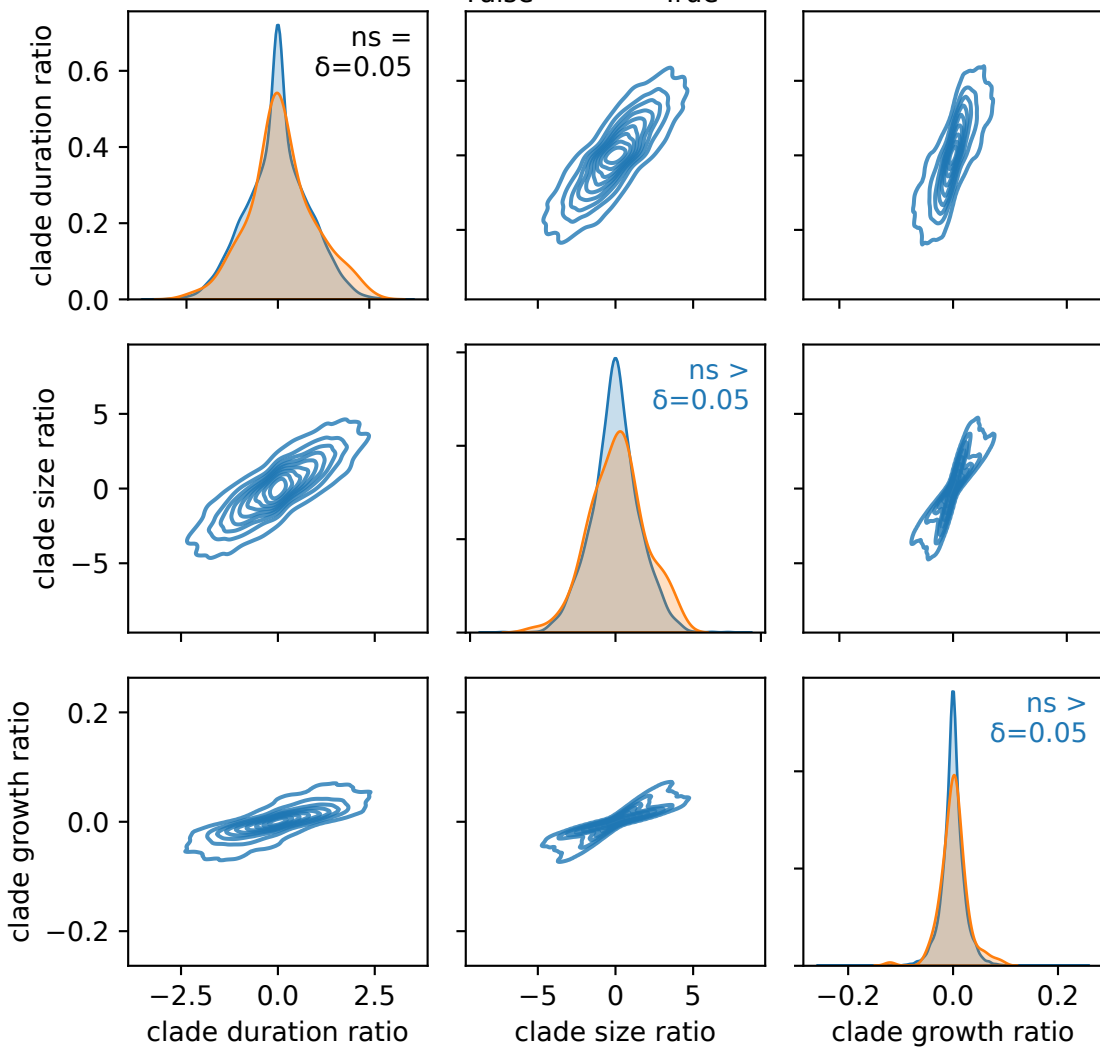 True
clade duration ratio
0.6
0.4
0.2
0.0
ns =
δ=0.05
clade size ratio
5
0
−5
ns >
δ=0.05
clade growth ratio
0.2
0.0
−0.2
ns >
δ=0.05
−2.5 0.0 2.5 −5 0 5 −0.2 0.0 0.2
clade duration ratio clade size ratio clade growth ratio